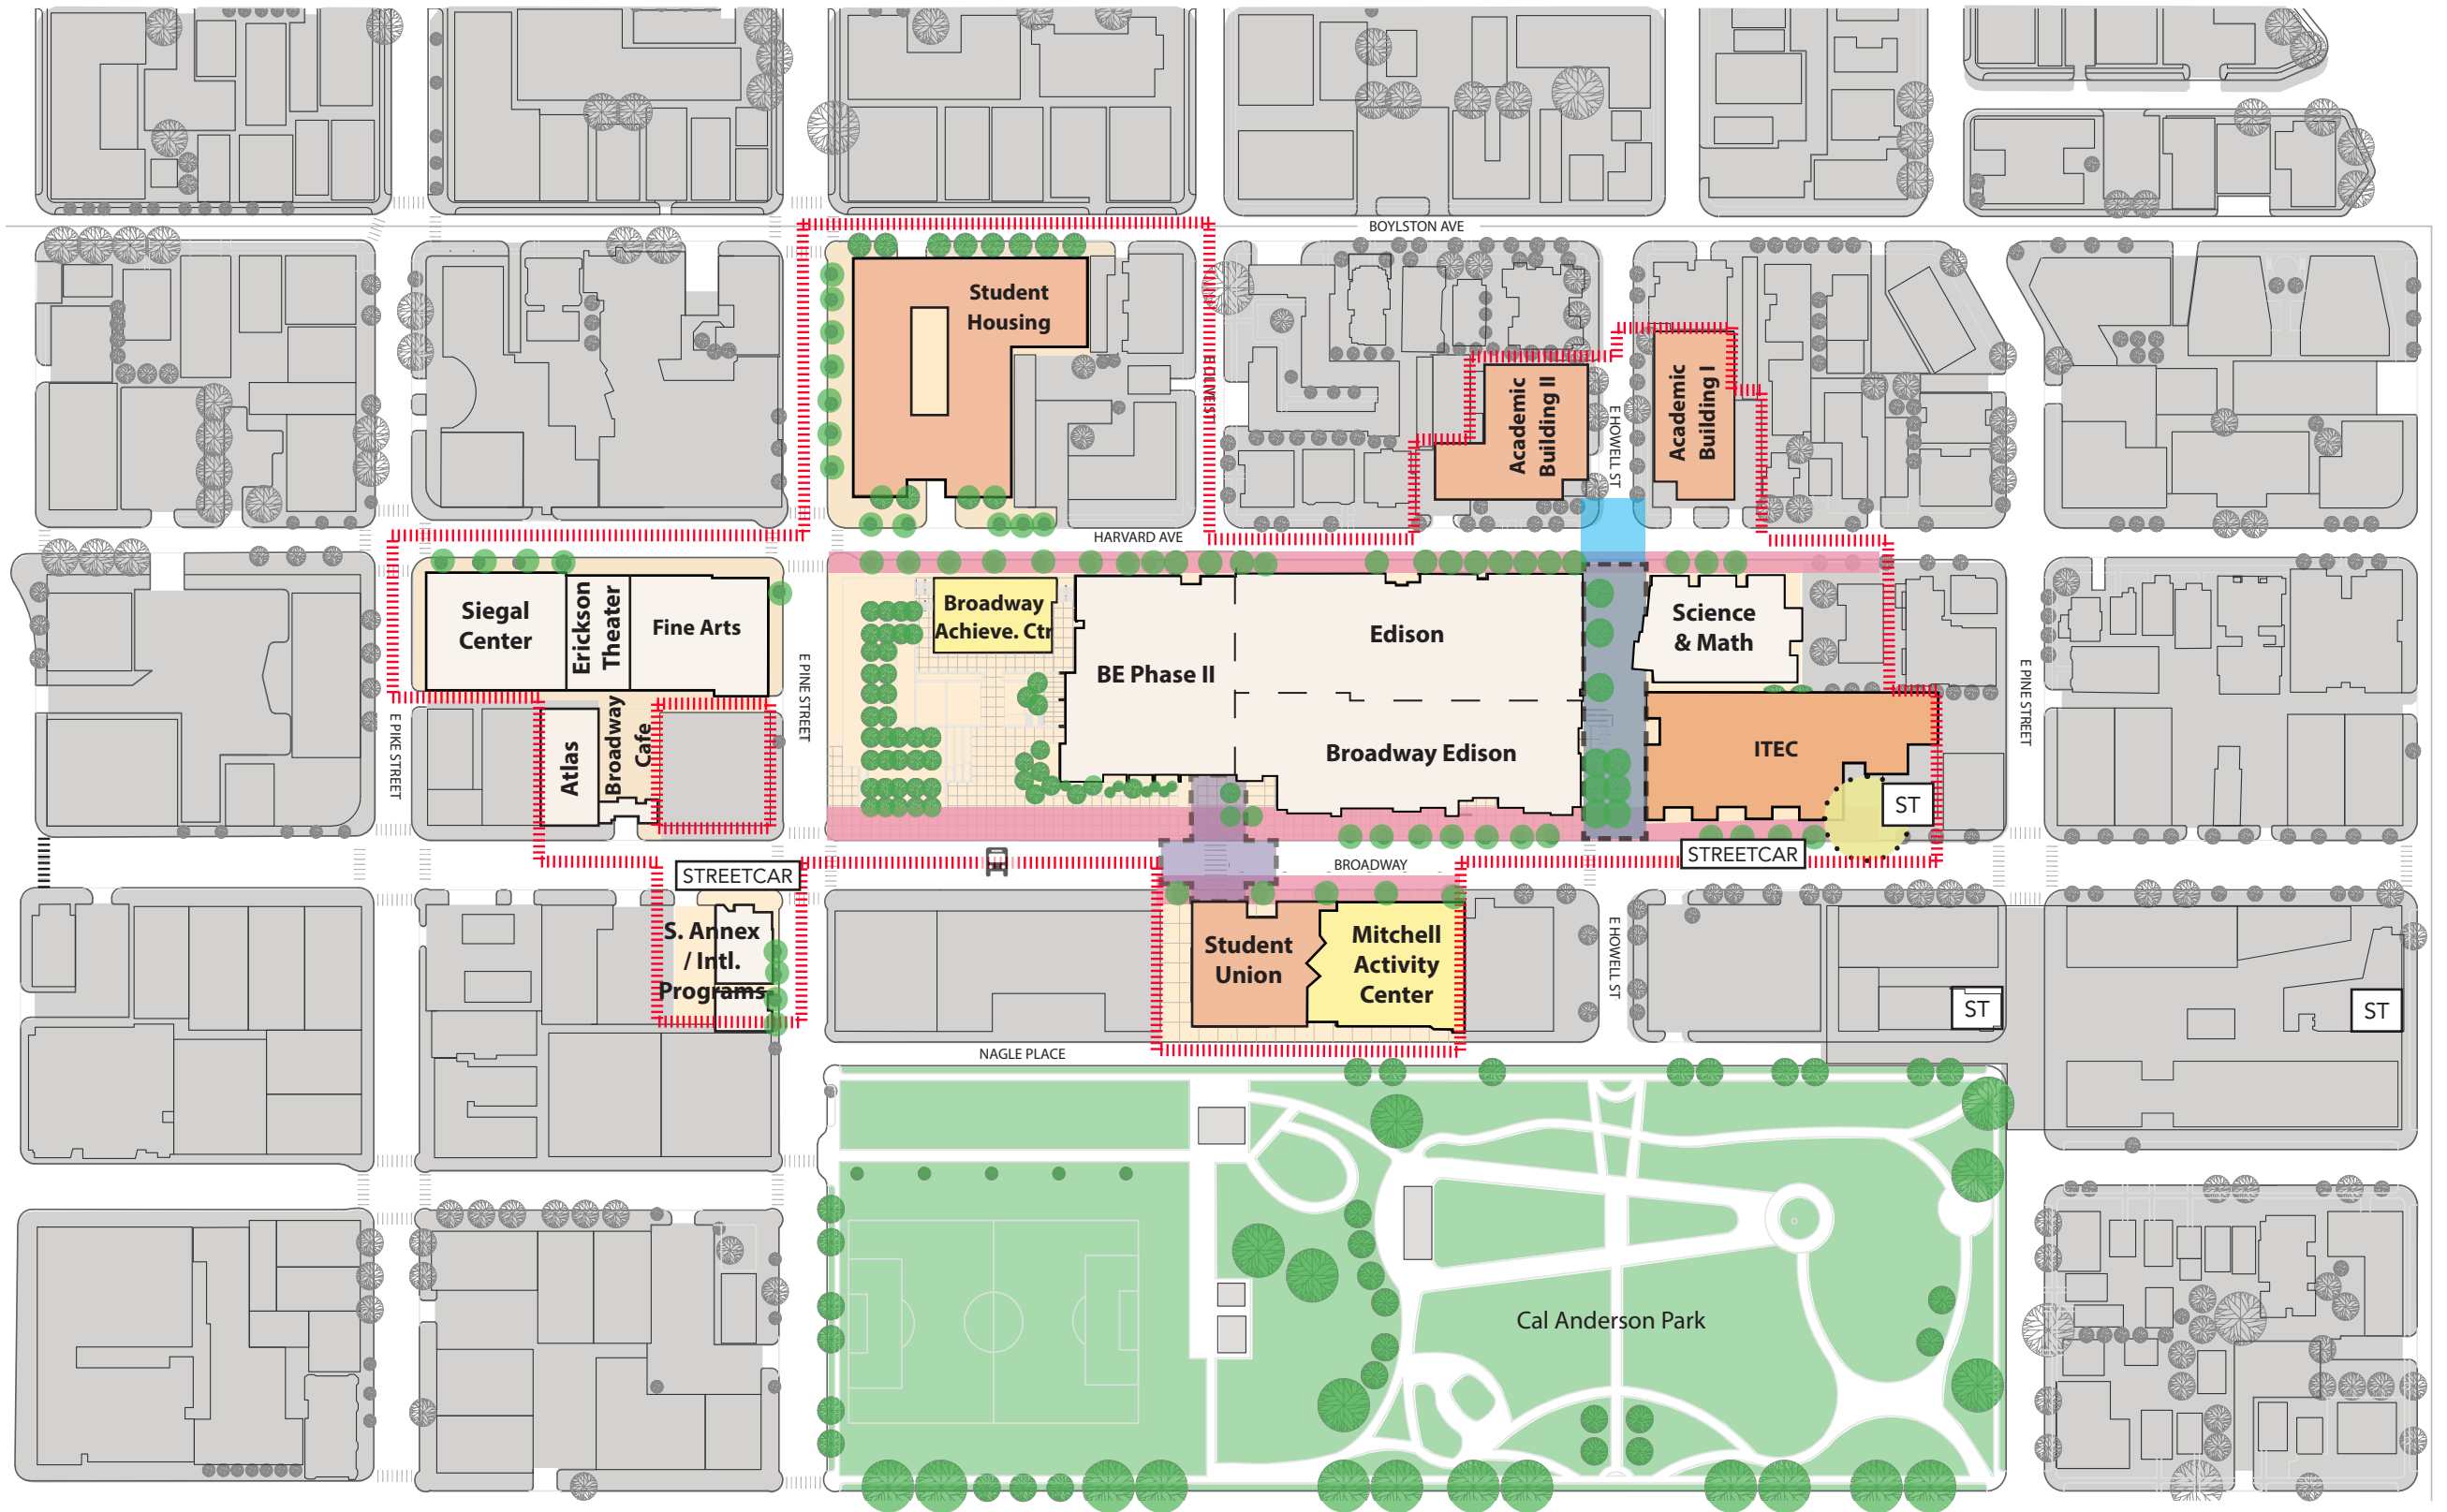 BOYLSTON AVE
Student
Housing
Academic
Building II
E HOWELL ST
Academic
Building I
HARVARD AVE
Siegal
Center
Erickson
Theater
Fine Arts
E PINE STREET
Broadway
Achieve. Ctr
BE Phase II
Edison
Broadway Edison
Science
& Math
ITEC
ST
E PINE STREET
E PIKE STREET
Atlas
Broadway
Cafe
STREETCAR
BROADWAY
STREETCAR
S. Annex
/ Intl.
Programs
Student
Union
Mitchell
Activity
Center
E HOWELL ST
ST
ST
NAGLE PLACE
Cal Anderson Park